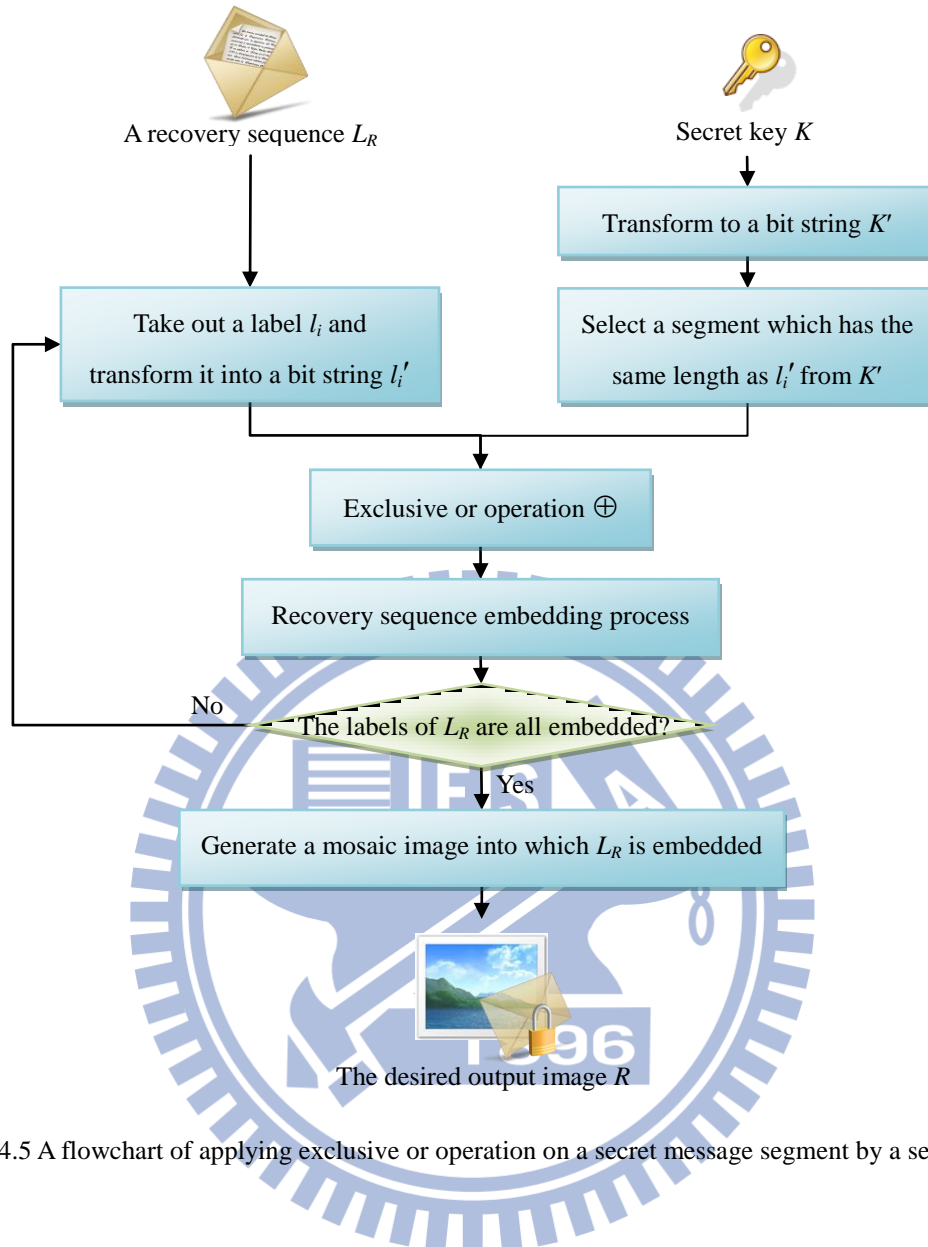 A recovery sequence L_R
Secret key K
Transform to a bit string K′
Take out a label l_i and
transform it into a bit string l_i′
Select a segment which has the
same length as l_i′ from K′
Exclusive or operation ⊕
Recovery sequence embedding process
No
The labels of L_R are all embedded?
Yes
Generate a mosaic image into which L_R is embedded
1896
The desired output image R
4.5 A flowchart of applying exclusive or operation on a secret message segment by a se